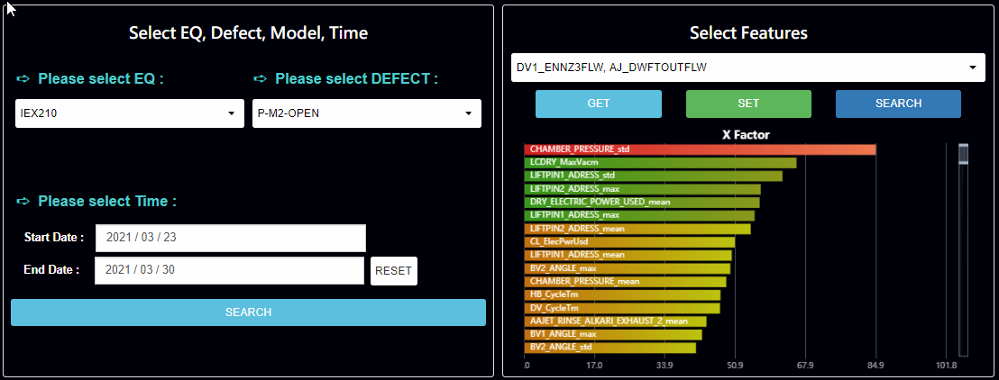 Select EQ, Defect, Model, Time
➪ Please select EQ :
➪ Please select DEFECT :
IEX210
P-M2-OPEN
➪ Please select Time :
Start Date :
2021 / 03 / 23
End Date :
2021 / 03 / 30
RESET
SEARCH
Select Features
DV1_ENNZ3FLW, AJ_DWFTOUTFLW
GET
SET
SEARCH
X Factor
CHAMBER_PRESSURE_std
LCDRY_MaxVacm
LIFTPIN1_ADRESS_std
LIFTPIN2_ADRESS_max
DRY_ELECTRIC_POWER_USED_mean
LIFTPIN1_ADRESS_max
LIFTPIN2_ADRESS_mean
CL_ElecPwrUsd
LIFTPIN1_ADRESS_mean
BV2_ANGLE_max
CHAMBER_PRESSURE_mean
HB_CycleTm
DV_CycleTm
AAJET_RINSE_ALKARI_EXHAUST_2_mean
BV1_ANGLE_max
BV2_ANGLE_std
.0 17.0 33.9 50.9 67.9 84.9 101.8